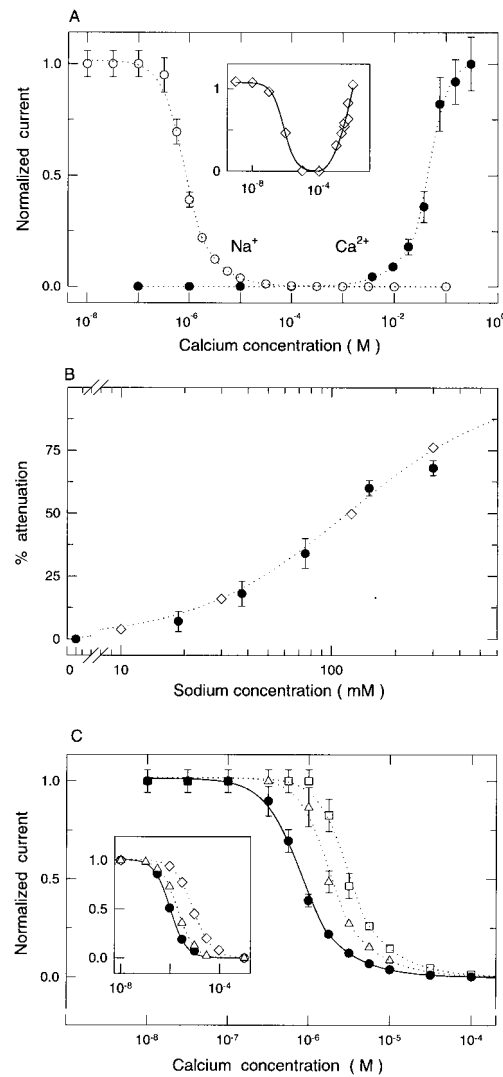 A
Normalized current
1.0
0.5
0.0
1
0
10⁻⁸
10⁻⁴
Na⁺
Ca²⁺
10⁻⁸
10⁻⁶
10⁻⁴
10⁻²
10⁰
Calcium concentration ( M )
B
% attenuation
75
50
25
0
0
10
100
Sodium concentration ( mM )
C
Normalized current
1.0
0.5
0.0
1.0
0.5
0.0
10⁻⁸
10⁻³
10⁻⁸
10⁻⁷
10⁻⁶
10⁻⁵
10⁻⁴
Calcium concentration ( M )